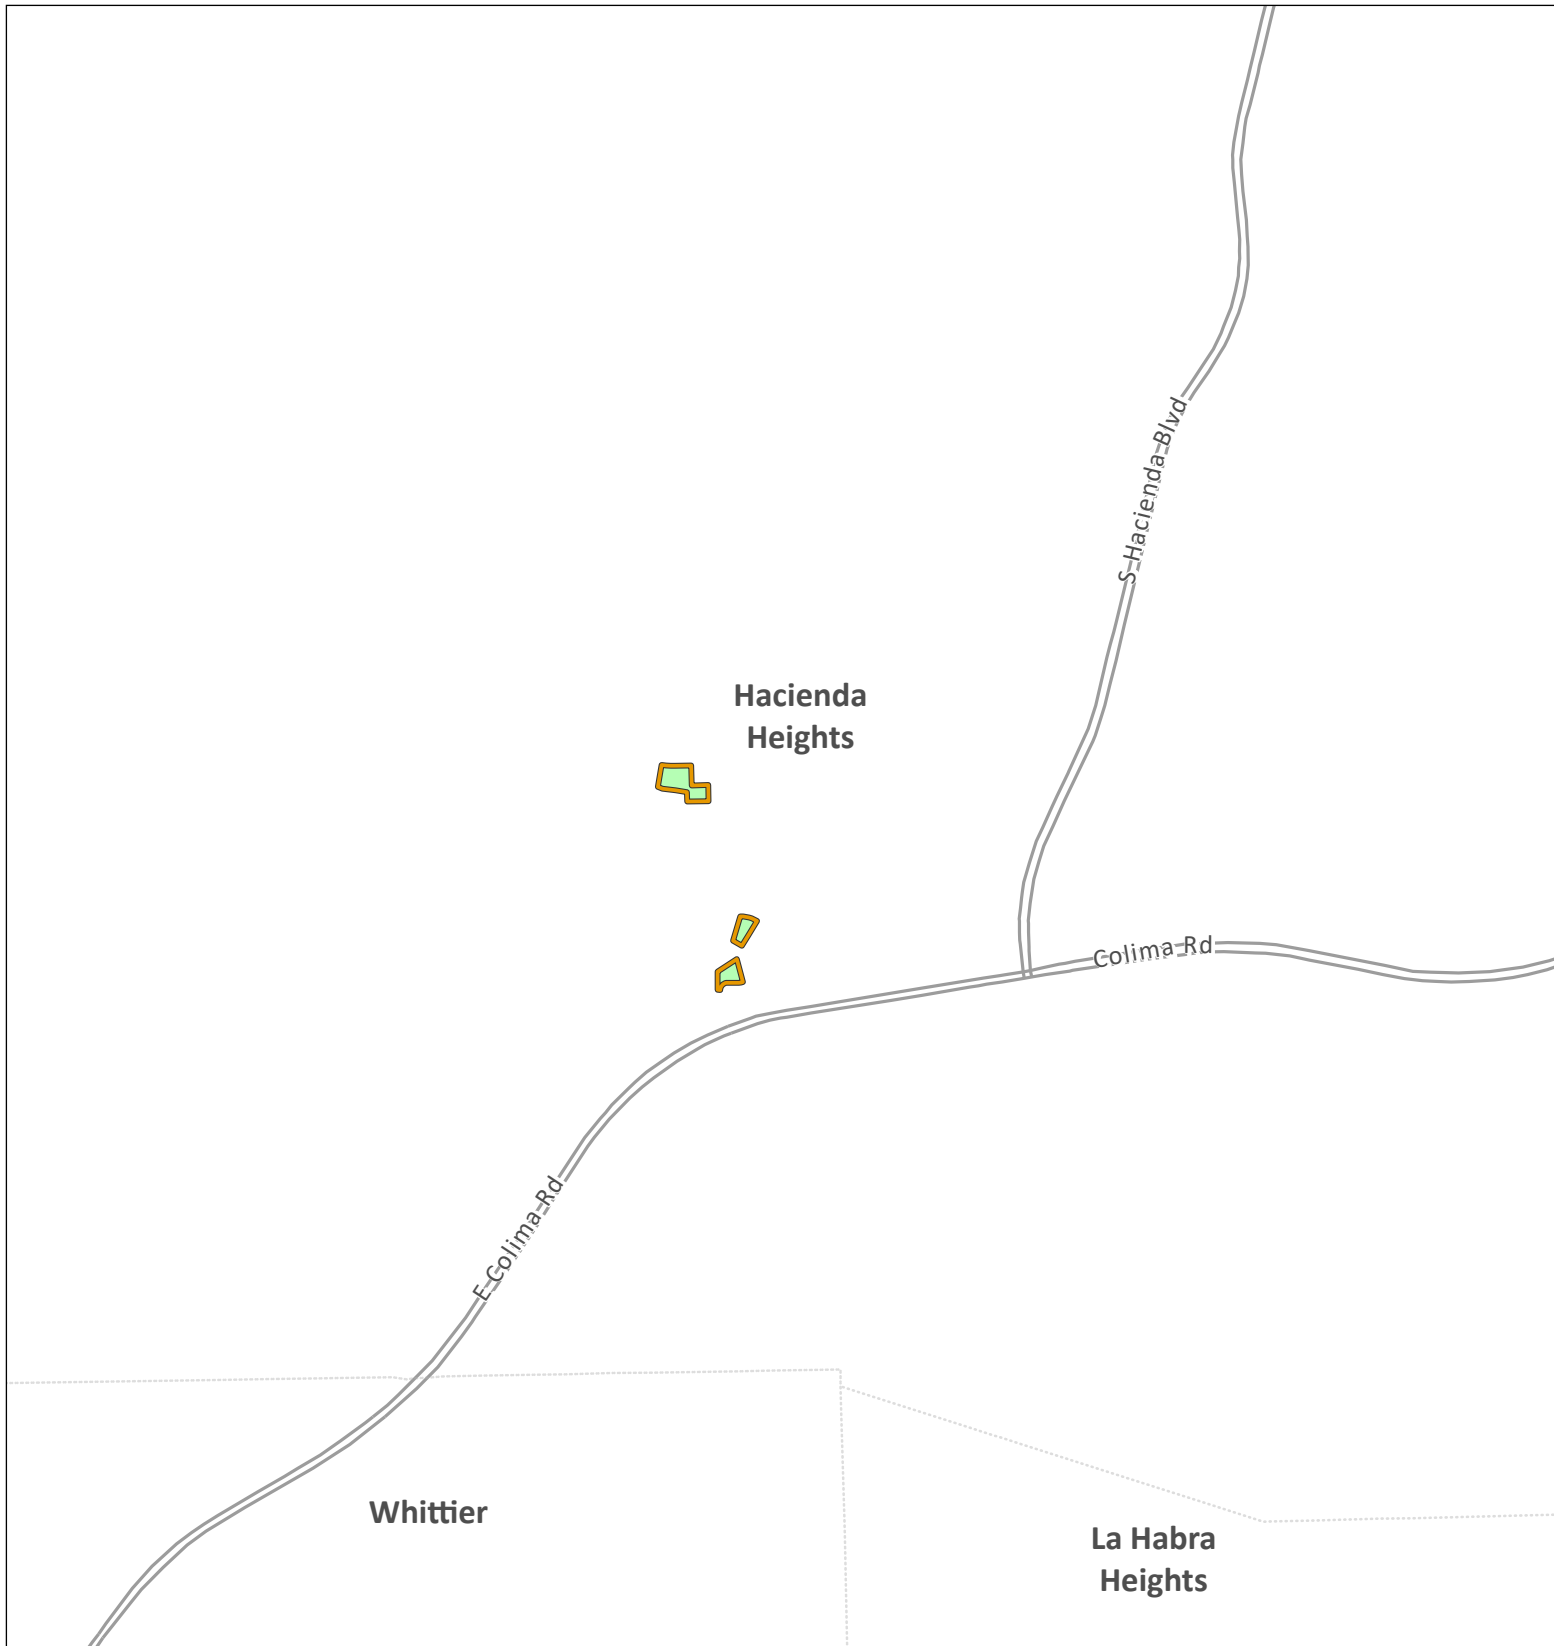 S Hacienda Blvd
Hacienda
Heights
Colima Rd
E Colima Rd
Whittier
La Habra
Heights